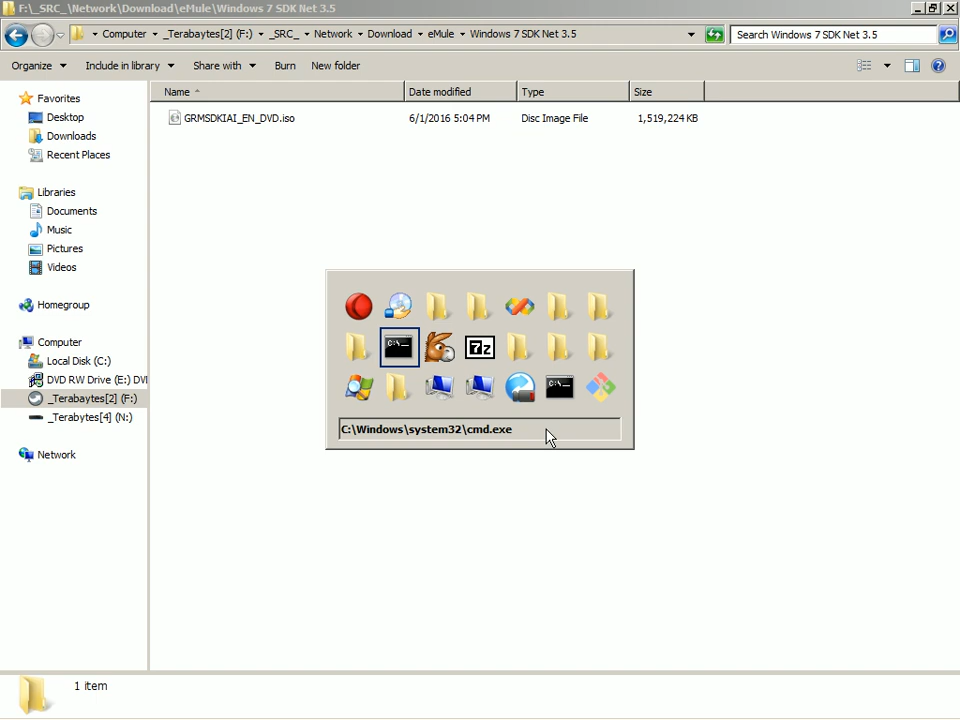 F:\_SRC_\Network\Download\eMule\Windows 7 SDK Net 3.5
Computer _Terabaytes[2] (F:) _SRC_ Network Download eMule Windows 7 SDK Net 3.5 Search Windows 7 SDK Net 3.5
Organize Include in library Share with Burn New folder
Name Date modified Type Size
GRMSDKIAI_EN_DVD.iso 6/1/2016 5:04 PM Disc Image File 1,519,224 KB
Favorites
Desktop
Downloads
Recent Places
Libraries
Documents
Music
Pictures
Videos
Homegroup
Computer
Local Disk (C:)
DVD RW Drive (E:) DVI
_Terabaytes[2] (F:)
_Terabytes[4] (N:)
Network
C:\_
7z
C:\_
C:\Windows\system32\cmd.exe
1 item